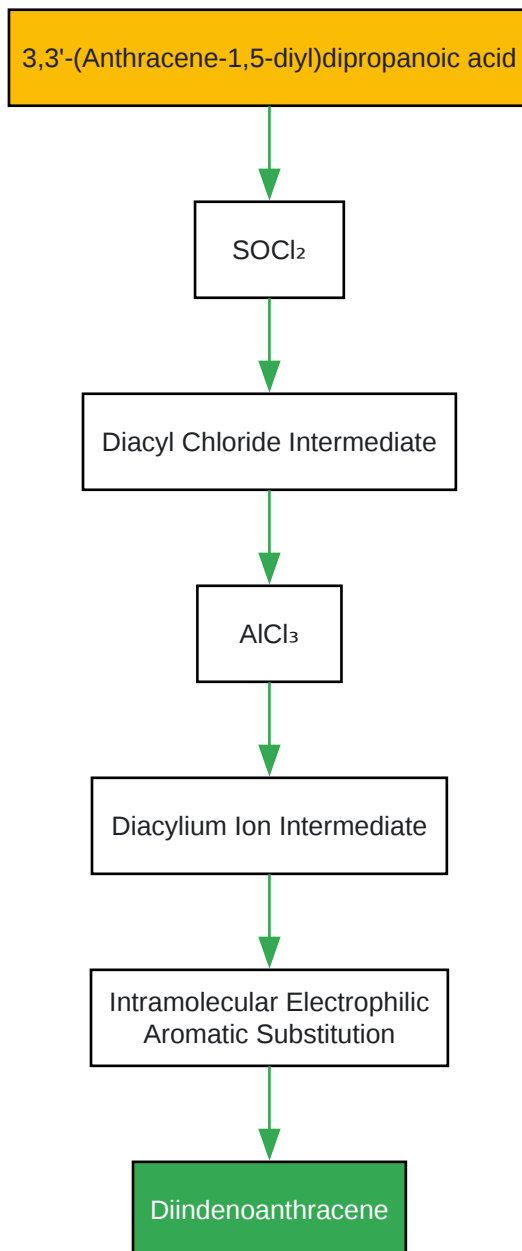 3,3'-(Anthracene-1,5-diyl)dipropanoic acid
SOCl₂
Diacyl Chloride Intermediate
AlCl₃
Diacylium Ion Intermediate
Intramolecular Electrophilic
Aromatic Substitution
Diindenoanthracene